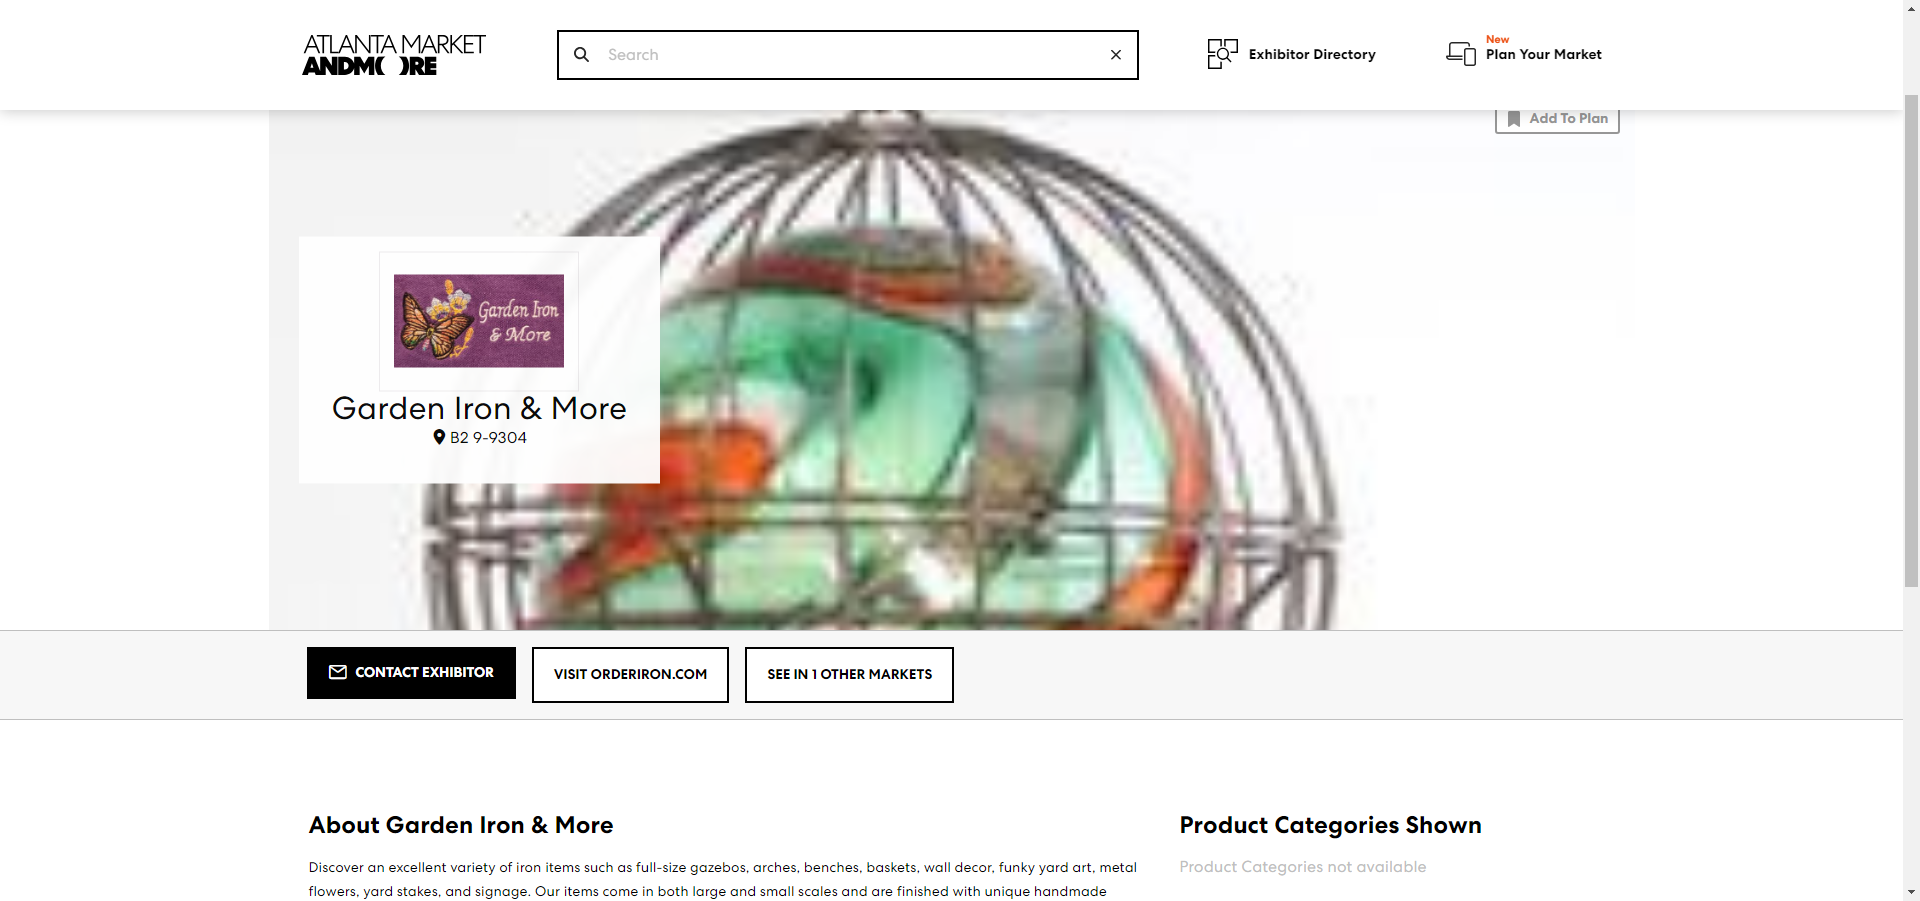 ATLANTA MARKET
ANDMORE
Search
Exhibitor Directory
New
Plan Your Market
Add To Plan
Garden Iron
& More
Garden Iron & More
B2 9-9304
CONTACT EXHIBITOR
VISIT ORDERIRON.COM
SEE IN 1 OTHER MARKETS
About Garden Iron & More
Discover an excellent variety of iron items such as full-size gazebos, arches, benches, baskets, wall decor, funky yard art, metal
flowers, yard stakes, and signage. Our items come in both large and small scales and are finished with unique handmade
Product Categories Shown
Product Categories not available